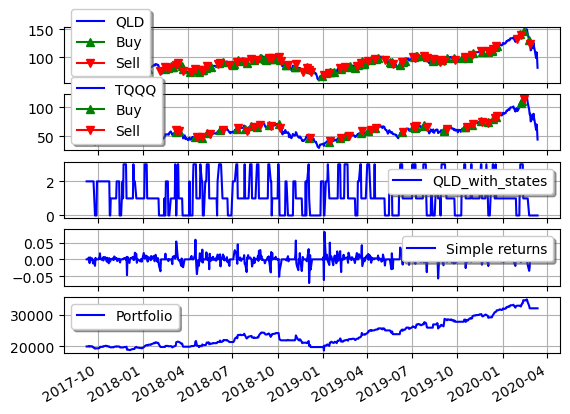 150
100
QLD
Buy
Sell
100
50
TQQQ
Buy
Sell
2
0
QLD_with_states
0.05
0.00
−0.05
Simple returns
30000
20000
Portfolio
2017-10 2018-01 2018-04 2018-07 2018-10 2019-01 2019-04 2019-07 2019-10 2020-01 2020-04